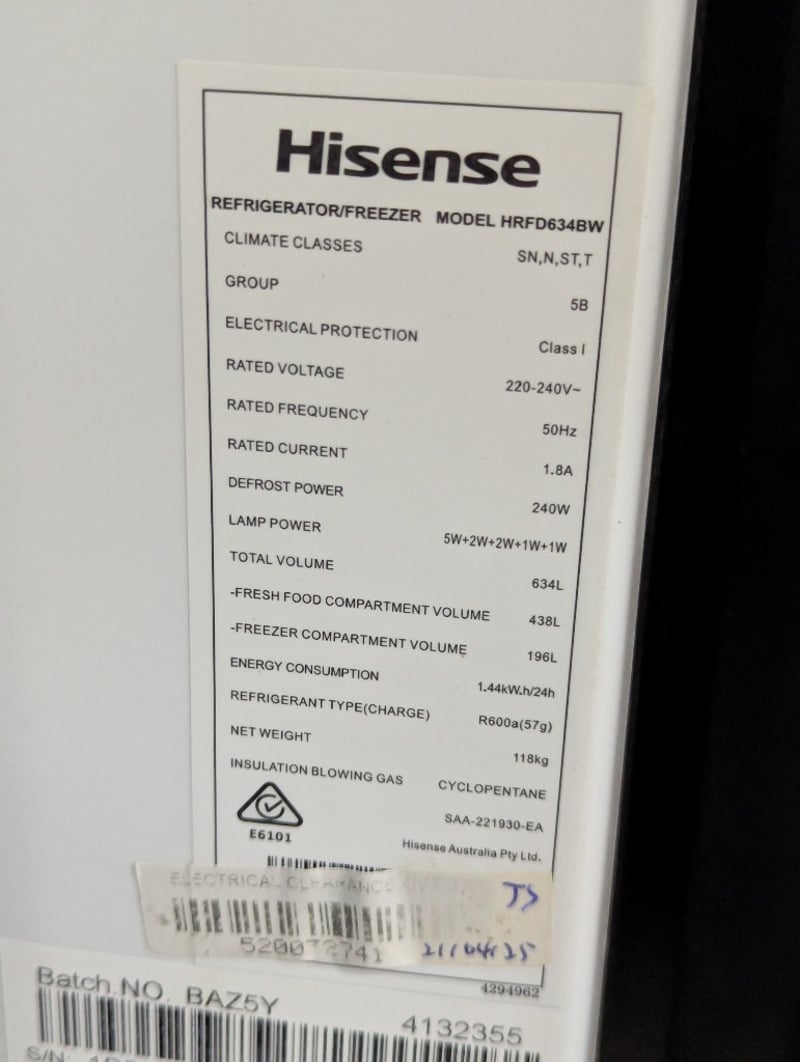 Hisense
REFRIGERATOR/FREEZER MODEL HRFD634BW
CLIMATE CLASSES SN,N,ST,T
GROUP 5B
ELECTRICAL PROTECTION Class I
RATED VOLTAGE 220-240V~
RATED FREQUENCY 50Hz
RATED CURRENT 1.8A
DEFROST POWER 240W
LAMP POWER 5W+2W+2W+1W+1W
TOTAL VOLUME 634L
-FRESH FOOD COMPARTMENT VOLUME 438L
-FREEZER COMPARTMENT VOLUME 196L
ENERGY CONSUMPTION 1.44kW.h/24h
REFRIGERANT TYPE(CHARGE) R600a(57g)
NET WEIGHT 118kg
INSULATION BLOWING GAS CYCLOPENTANE
SAA-221930-EA
E6101
Hisense Australia Pty Ltd.
ELECTRICAL CLEARANCE
JS
21/04/25
4294962
Batch NO. BAZ5Y
4132355
S/N: